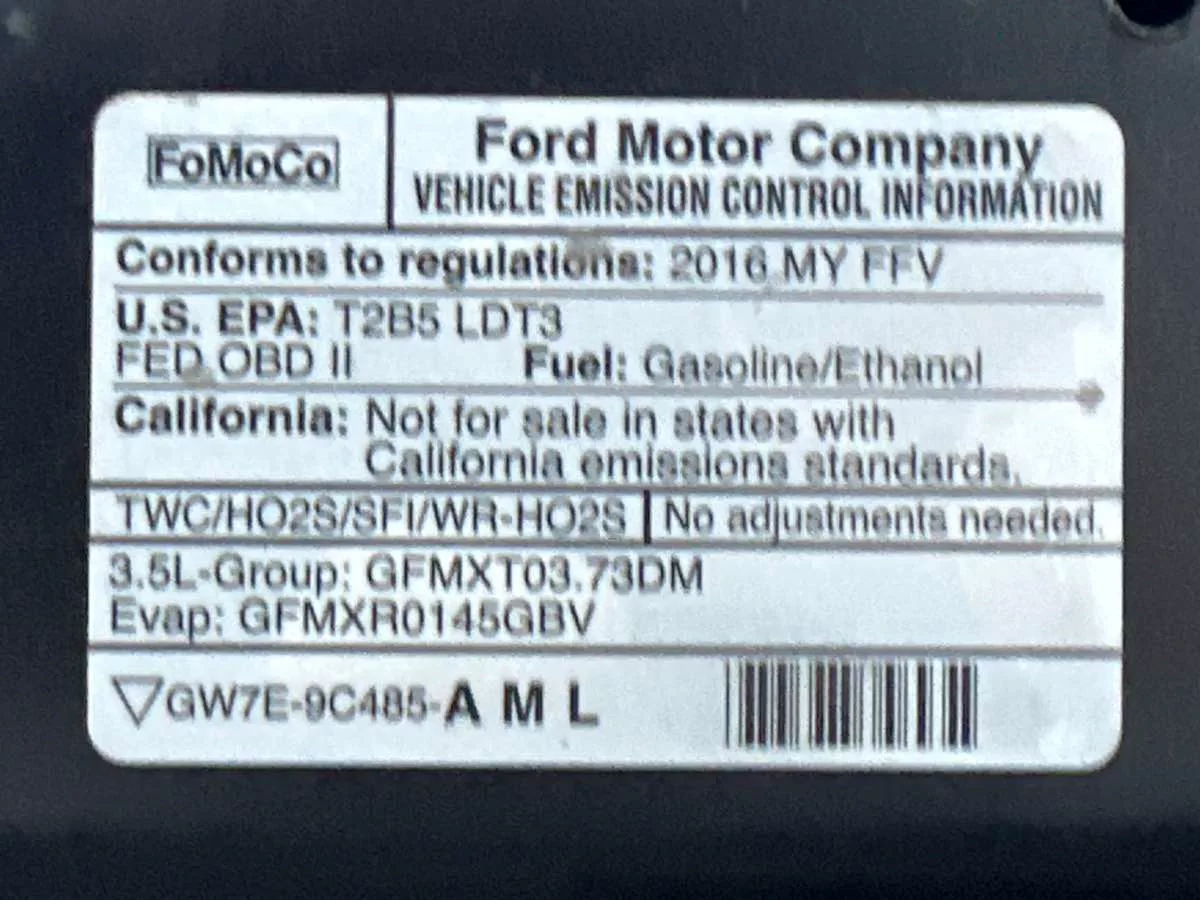 FoMoCo
Ford Motor Company
VEHICLE EMISSION CONTROL INFORMATION
Conforms to regulations: 2016 MY FFV
U.S. EPA: T2B5 LDT3
FED OBD II Fuel: Gasoline/Ethanol
California: Not for sale in states with
California emissions standards.
TWC/HO2S/SFI/WR-HO2S No adjustments needed.
3.5L-Group: GFMXT03.73DM
Evap: GFMXR0145GBV
GW7E-9C485-A M L